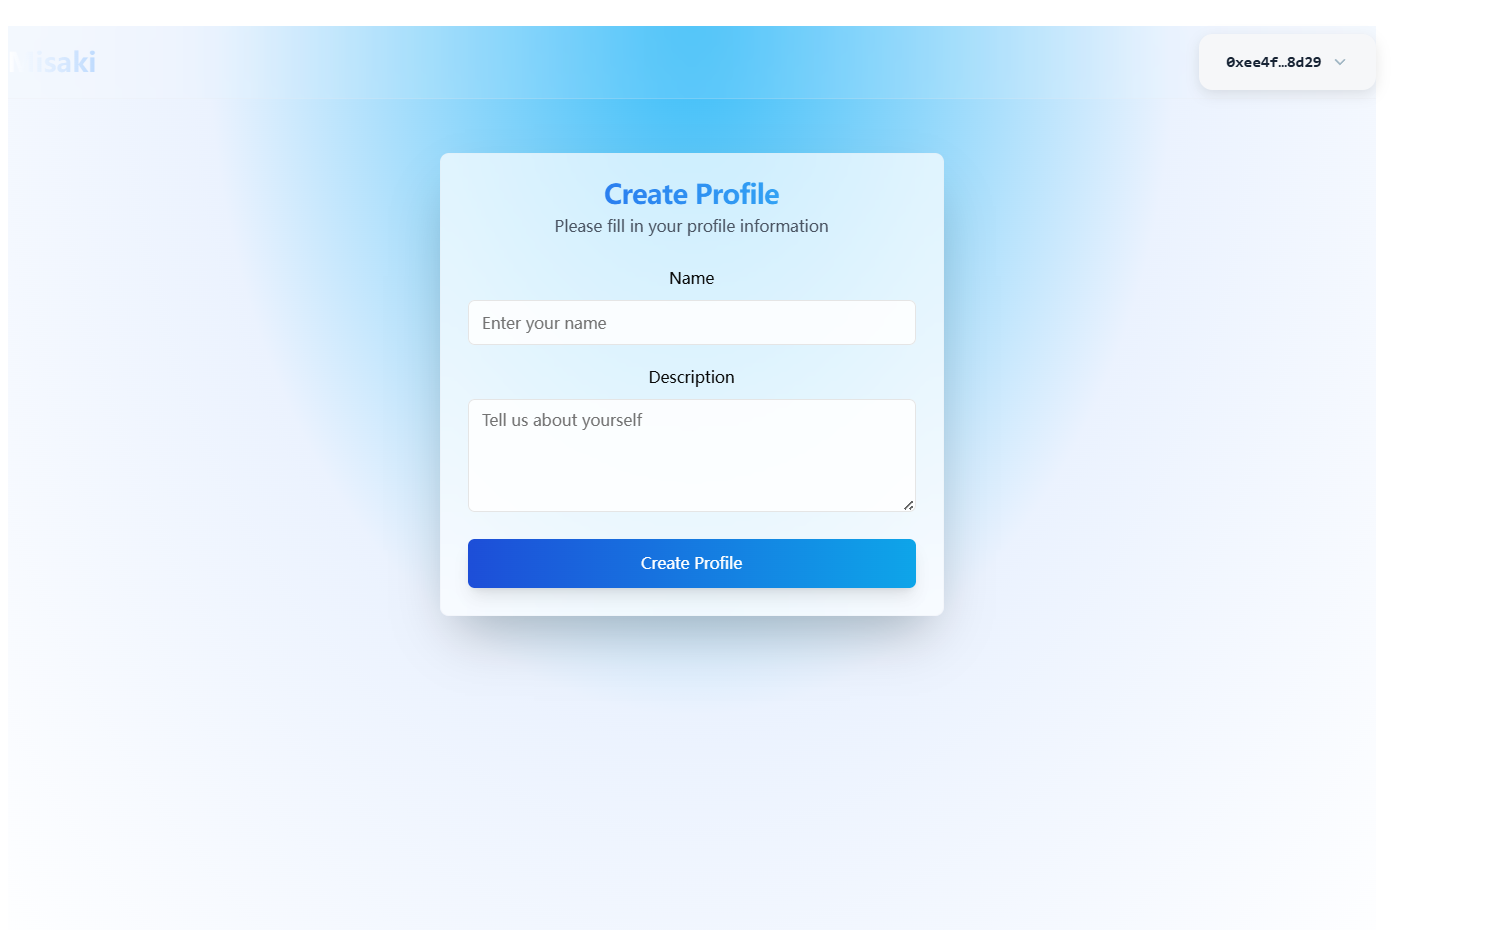 Misaki
0xee4f…8d29
Create Profile
Please fill in your profile information
Name
Enter your name
Description
Tell us about yourself
Create Profile